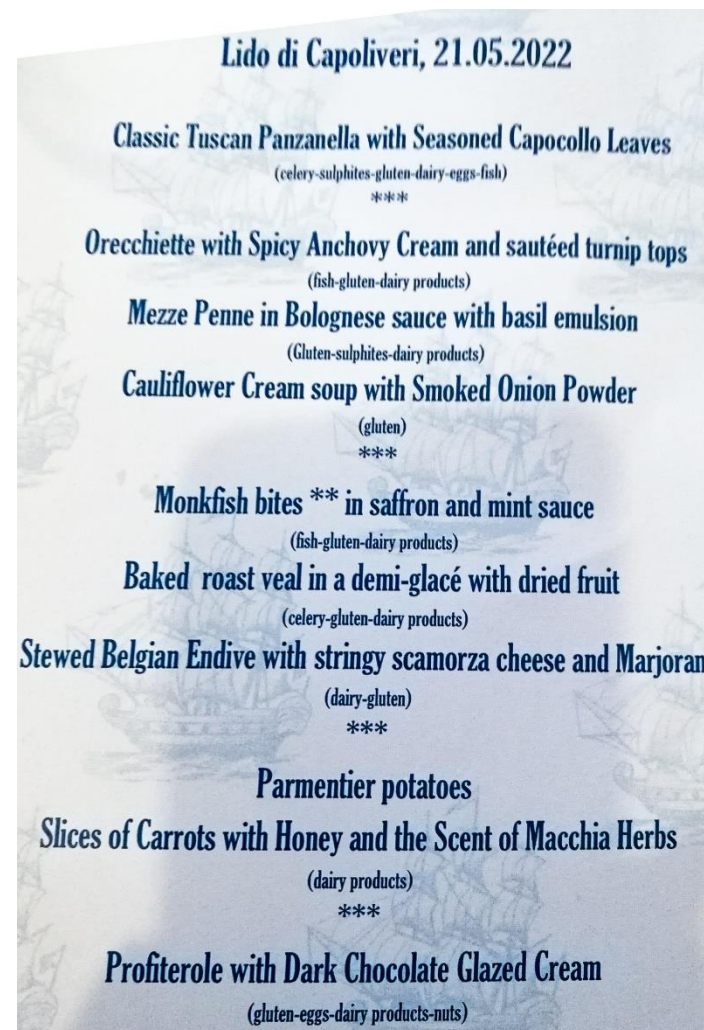 Lido di Capoliveri, 21.05.2022
Classic Tuscan Panzanella with Seasoned Capocollo Leaves
(celery-sulphites-gluten-dairy-eggs-fish)
***
Orecchiette with Spicy Anchovy Cream and sautéed turnip tops
(fish-gluten-dairy products)
Mezze Penne in Bolognese sauce with basil emulsion
(Gluten-sulphites-dairy products)
Cauliflower Cream soup with Smoked Onion Powder
(gluten)
***
Monkfish bites ** in saffron and mint sauce
(fish-gluten-dairy products)
Baked roast veal in a demi-glacé with dried fruit
(celery-gluten-dairy products)
Stewed Belgian Endive with stringy scamorza cheese and Marjoram
(dairy-gluten)
***
Parmentier potatoes
Slices of Carrots with Honey and the Scent of Macchia Herbs
(dairy products)
***
Profiterole with Dark Chocolate Glazed Cream
(gluten-eggs-dairy products-nuts)